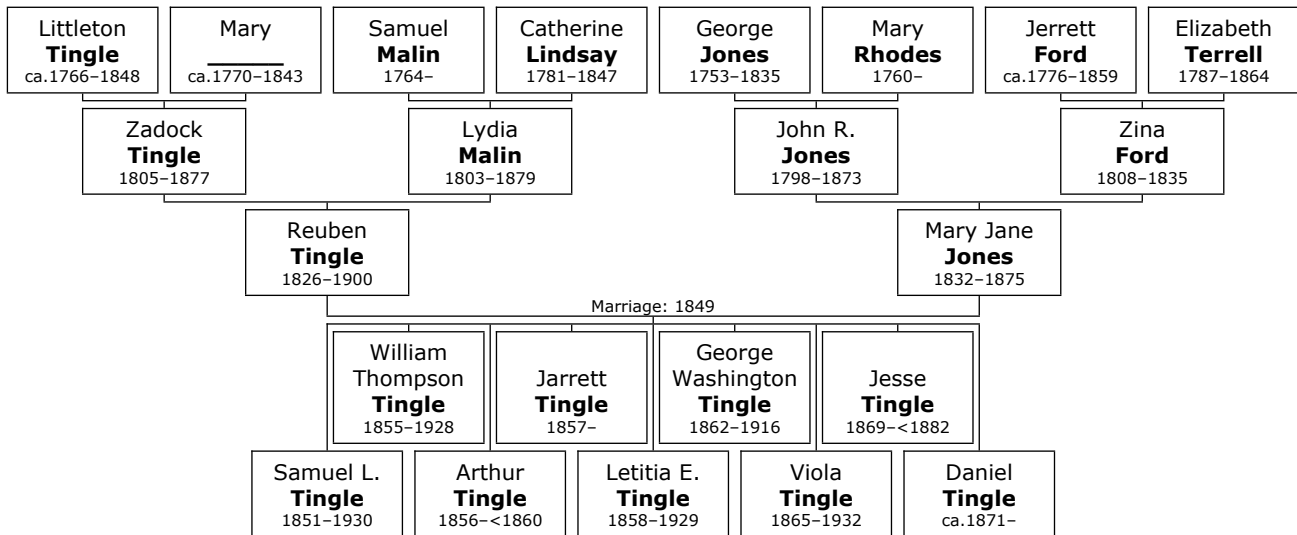 Littleton
Tingle
ca.1766–1848
Mary
______
ca.1770–1843
Samuel
Malin
1764–
Catherine
Lindsay
1781–1847
George
Jones
1753–1835
Mary
Rhodes
1760–
Jerrett
Ford
ca.1776–1859
Elizabeth
Terrell
1787–1864
Zadock
Tingle
1805–1877
Lydia
Malin
1803–1879
John R.
Jones
1798–1873
Zina
Ford
1808–1835
Reuben
Tingle
1826–1900
Mary Jane
Jones
1832–1875
Marriage: 1849
William
Thompson
Tingle
1855–1928
Jarrett
Tingle
1857–
George
Washington
Tingle
1862–1916
Jesse
Tingle
1869–<1882
Samuel L.
Tingle
1851–1930
Arthur
Tingle
1856–<1860
Letitia E.
Tingle
1858–1929
Viola
Tingle
1865–1932
Daniel
Tingle
ca.1871–